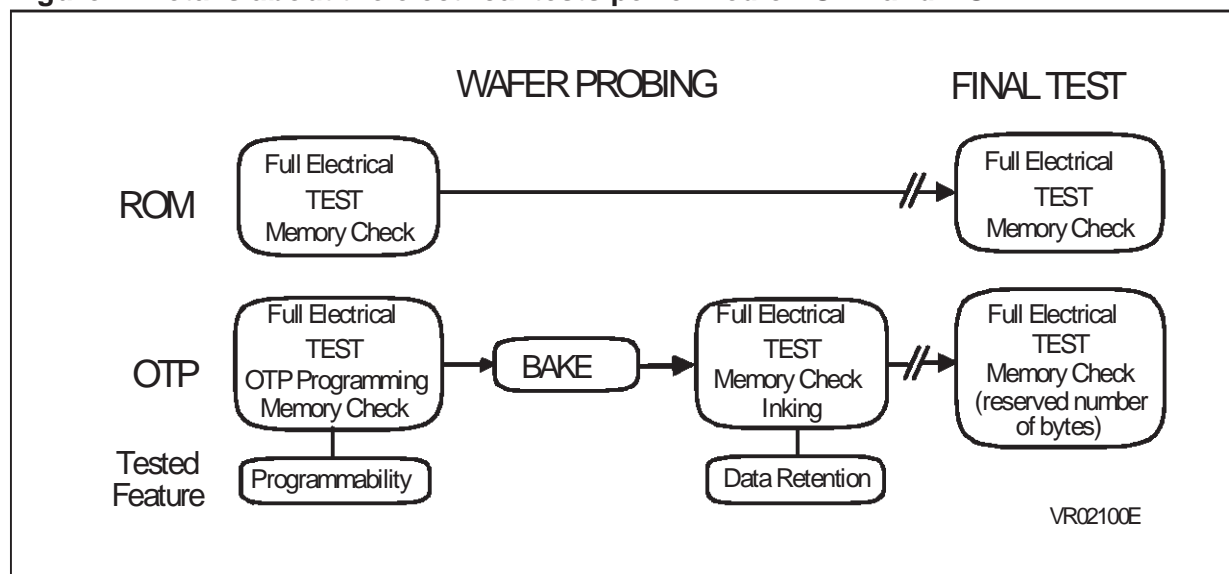 WAFER PROBING
FINAL TEST
ROM
Full Electrical
TEST
Memory Check
Full Electrical
TEST
Memory Check
OTP
Full Electrical
TEST
OTP Programming
Memory Check
BAKE
Full Electrical
TEST
Memory Check
Inking
Full Electrical
TEST
Memory Check
(reserved number
of bytes)
Tested
Feature
Programmability
Data Retention
VR02100E